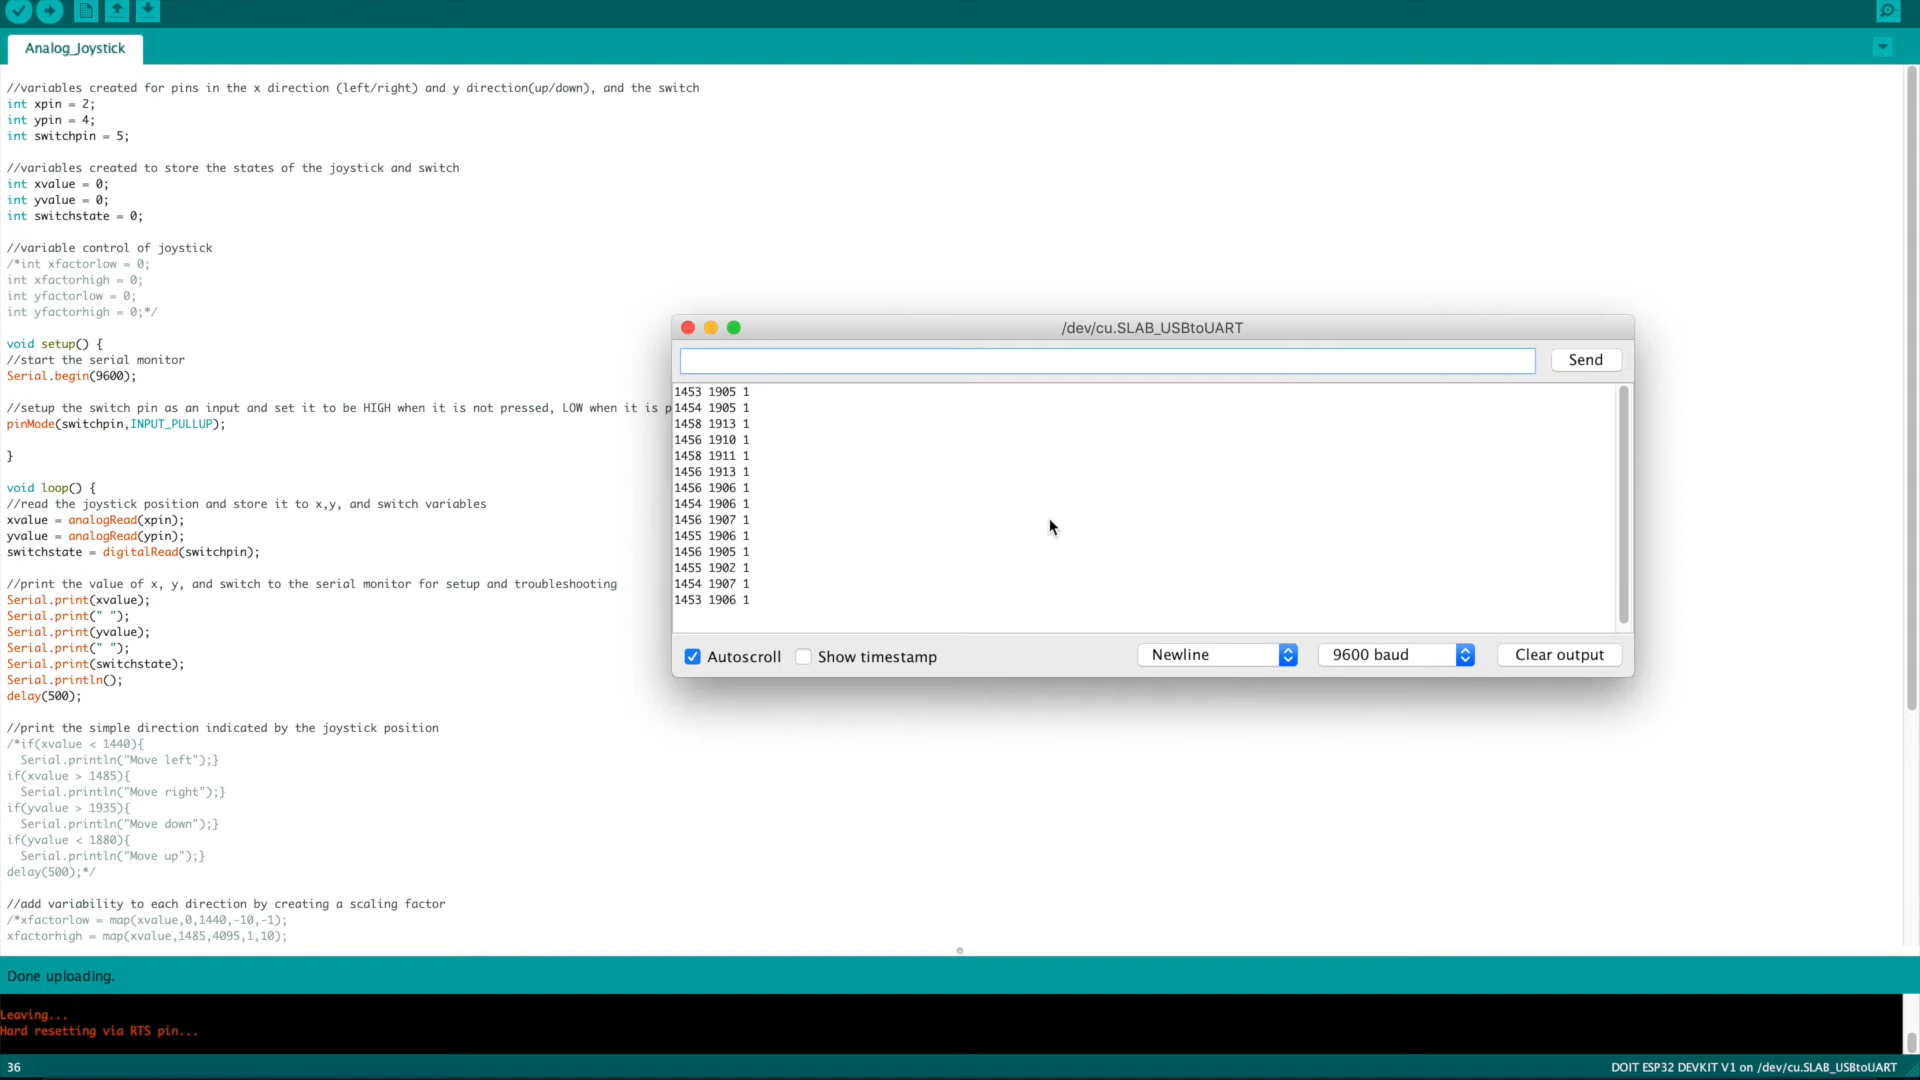 Analog_Joystick
//variables created for pins in the x direction (left/right) and y direction(up/down), and the switch
int xpin = 2;
int ypin = 4;
int switchpin = 5;
//variables created to store the states of the joystick and switch
int xvalue = 0;
int yvalue = 0;
int switchstate = 0;
//variable control of joystick
/*int xfactorlow = 0;
int xfactorhigh = 0;
int yfactorlow = 0;
int yfactorhigh = 0;*/
void setup() {
//start the serial monitor
Serial.begin(9600);
//setup the switch pin as an input and set it to be HIGH when it is not pressed, LOW when it is p
pinMode(switchpin,INPUT_PULLUP);
}
void loop() {
//read the joystick position and store it to x,y, and switch variables
xvalue = analogRead(xpin);
yvalue = analogRead(ypin);
switchstate = digitalRead(switchpin);
//print the value of x, y, and switch to the serial monitor for setup and troubleshooting
Serial.print(xvalue);
Serial.print(" ");
Serial.print(yvalue);
Serial.print(" ");
Serial.print(switchstate);
Serial.println();
delay(500);
//print the simple direction indicated by the joystick position
/*if(xvalue < 1440){
Serial.println("Move left");}
if(xvalue > 1485){
Serial.println("Move right");}
if(yvalue > 1935){
Serial.println("Move down");}
if(yvalue < 1880){
Serial.println("Move up");}
delay(500);*/
//add variability to each direction by creating a scaling factor
/*xfactorlow = map(xvalue,0,1440,-10,-1);
xfactorhigh = map(xvalue,1485,4095,1,10);
/dev/cu.SLAB_USBtoUART
Send
1453 1905 1
1454 1905 1
1458 1913 1
1456 1910 1
1458 1911 1
1456 1913 1
1456 1906 1
1454 1906 1
1456 1907 1
1455 1906 1
1456 1905 1
1455 1902 1
1454 1907 1
1453 1906 1
Autoscroll Show timestamp Newline 9600 baud Clear output
Done uploading.
Leaving...
Hard resetting via RTS pin...
36 DOIT ESP32 DEVKIT V1 on /dev/cu.SLAB_USBtoUART